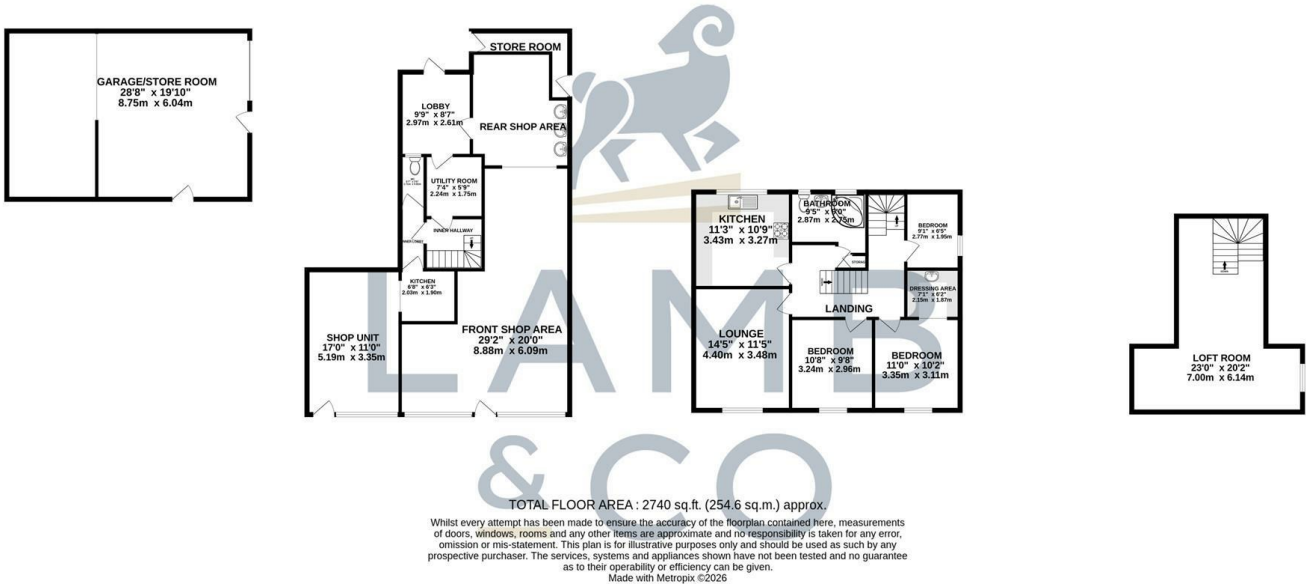 GARAGE/STORE ROOM
28'8" x 19'10"
8.75m x 6.04m
STORE ROOM
LOBBY
9'9" x 8'7"
2.97m x 2.61m
REAR SHOP AREA
UTILITY ROOM
7'4" x 5'9"
2.24m x 1.75m
INNER HALLWAY
KITCHEN
6'8" x 6'3"
2.03m x 1.90m
SHOP UNIT
17'0" x 11'0"
5.19m x 3.35m
FRONT SHOP AREA
29'2" x 20'0"
8.88m x 6.09m
KITCHEN
11'3" x 10'9"
3.43m x 3.27m
BATHROOM
9'5" x 9'0"
2.87m x 2.75m
BEDROOM
9'1" x 6'5"
2.77m x 1.95m
STORAGE
DRESSING AREA
7'1" x 6'2"
2.15m x 1.87m
LANDING
LOUNGE
14'5" x 11'5"
4.40m x 3.48m
BEDROOM
10'8" x 9'8"
3.24m x 2.96m
BEDROOM
11'0" x 10'2"
3.35m x 3.11m
LOFT ROOM
23'0" x 20'2"
7.00m x 6.14m
LAMB
& CO
TOTAL FLOOR AREA : 2740 sq.ft. (254.6 sq.m.) approx.
Whilst every attempt has been made to ensure the accuracy of the floorplan contained here, measurements
of doors, windows, rooms and any other items are approximate and no responsibility is taken for any error,
omission or mis-statement. This plan is for illustrative purposes only and should be used as such by any
prospective purchaser. The services, systems and appliances shown have not been tested and no guarantee
as to their operability or efficiency can be given.
Made with Metropix ©2026